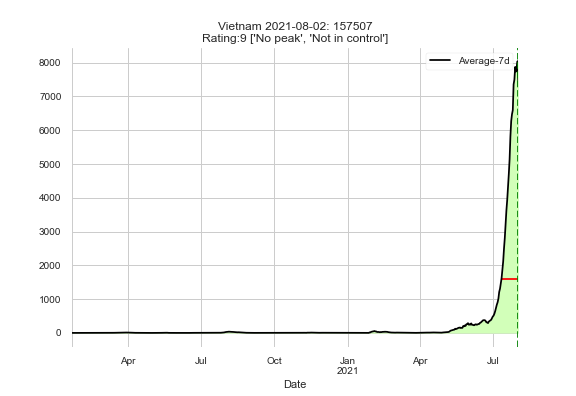 Vietnam 2021-08-02: 157507
Rating:9 ['No peak', 'Not in control']
Average-7d
8000
7000
6000
5000
4000
3000
2000
1000
0
Apr
Jul
Oct
Jan
2021
Apr
Jul
Date